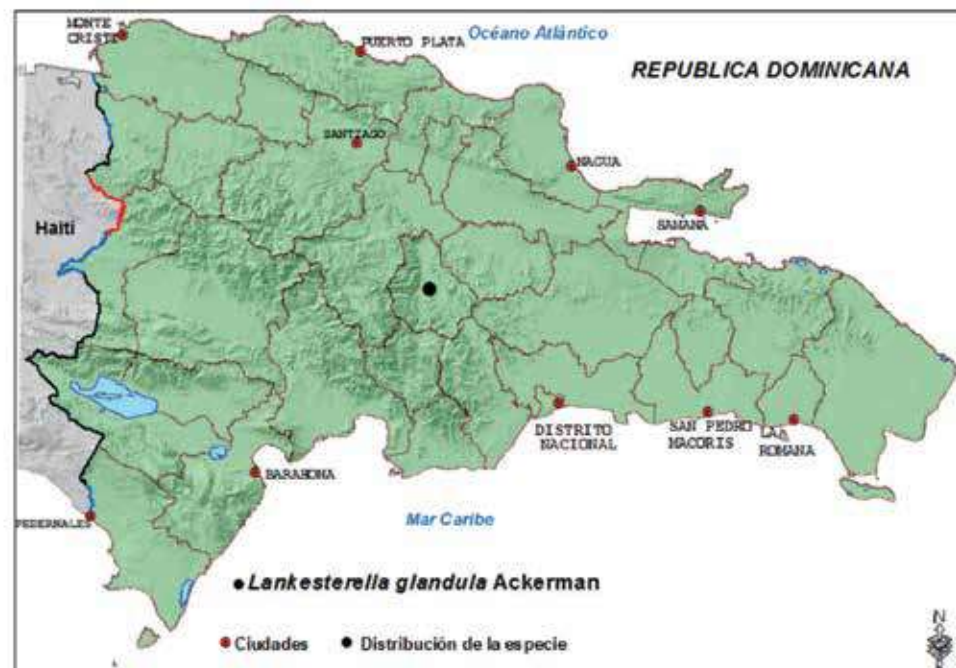 MONTE
CRISTI
PUERTO PLATA
Océano Atlántico
REPUBLICA DOMINICANA
SANTIAGO
NAGUA
SAMANA
Haití
DISTRITO
NACIONAL
SAN PEDRO
MACORIS
LA
ROMANA
BARAHONA
PEDERNALES
Mar Caribe
Lankesterella glandula Ackerman
Ciudades
Distribución de la especie
N